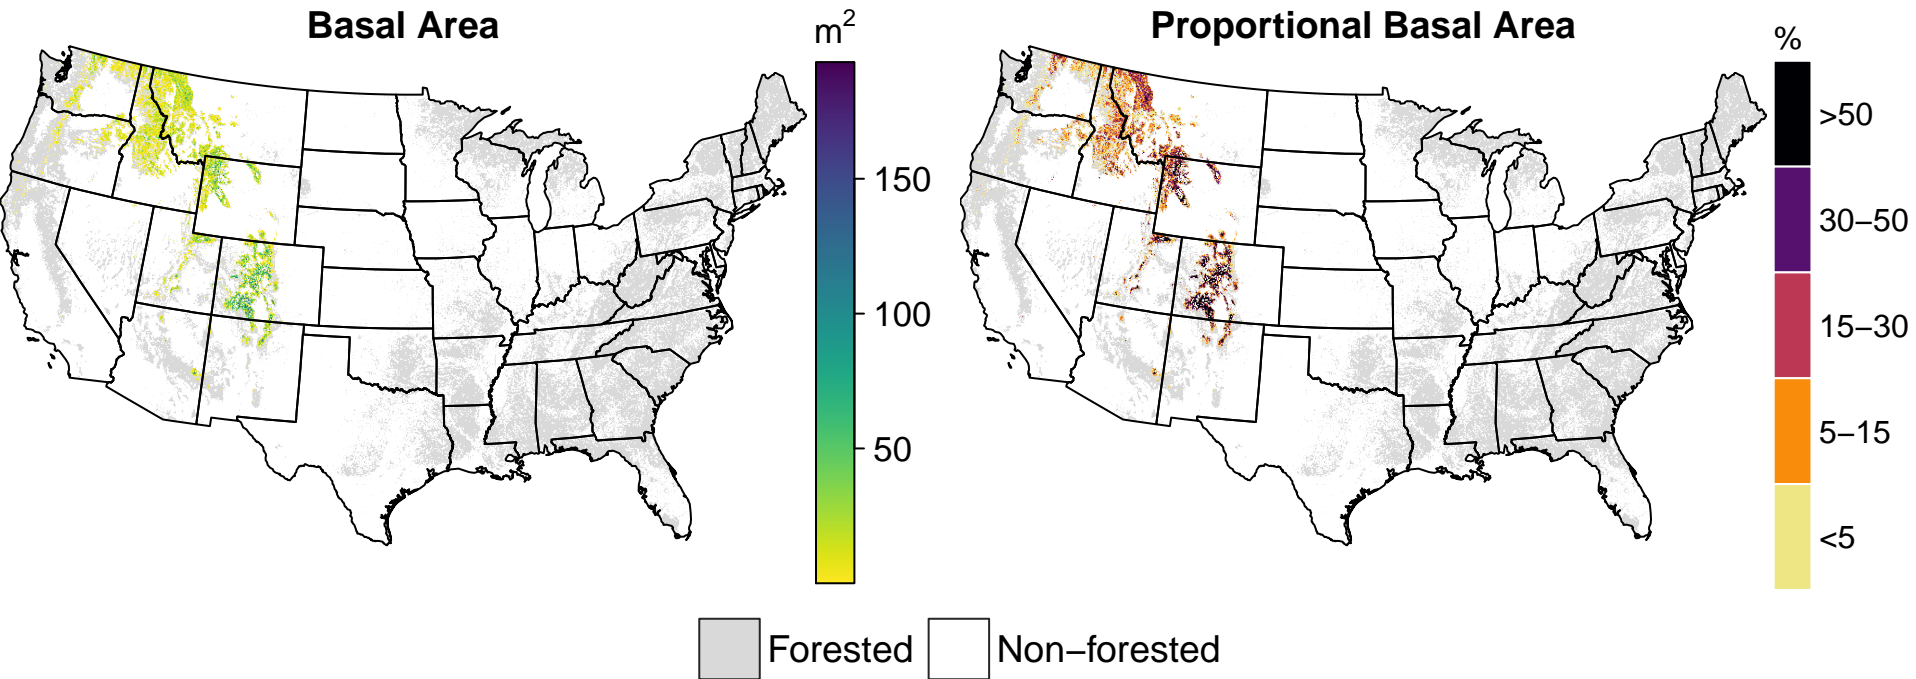 Basal Area
m²
150
100
50
Proportional Basal Area
%
>50
30–50
15–30
5–15
<5
Forested
Non–forested